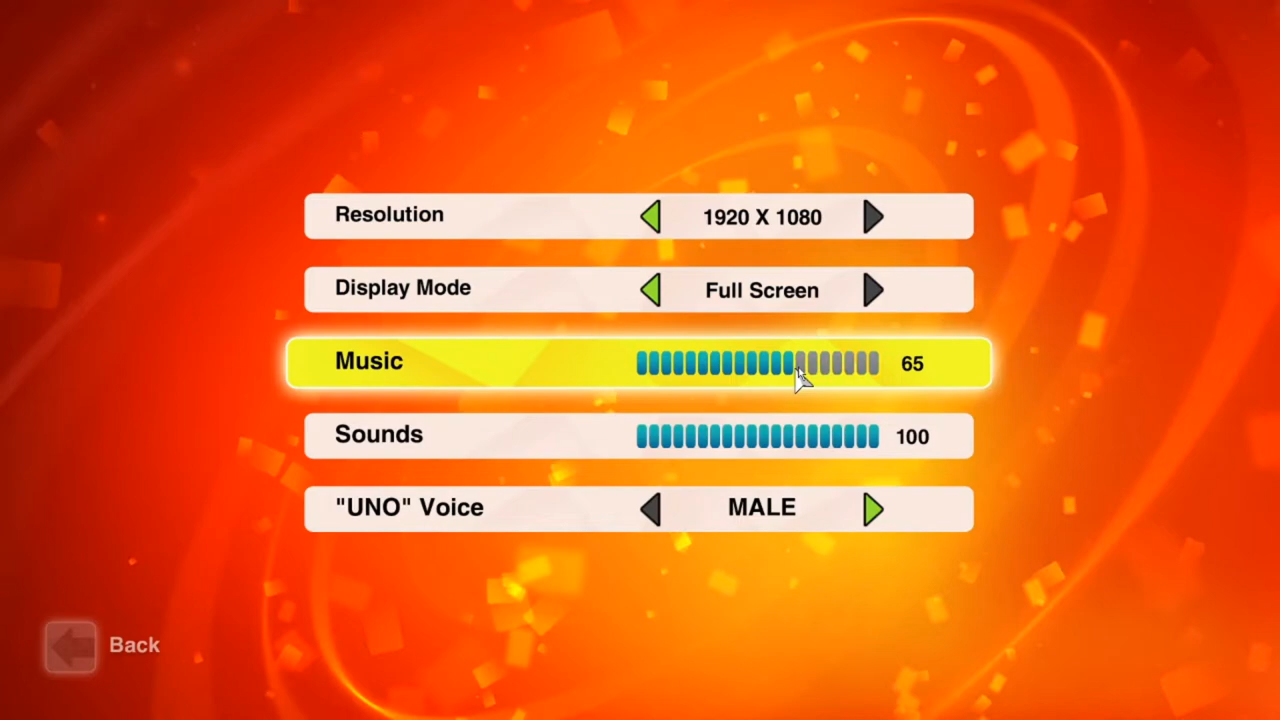 Resolution
1920 X 1080
Display Mode
Full Screen
Music
65
Sounds
100
"UNO" Voice
MALE
Back